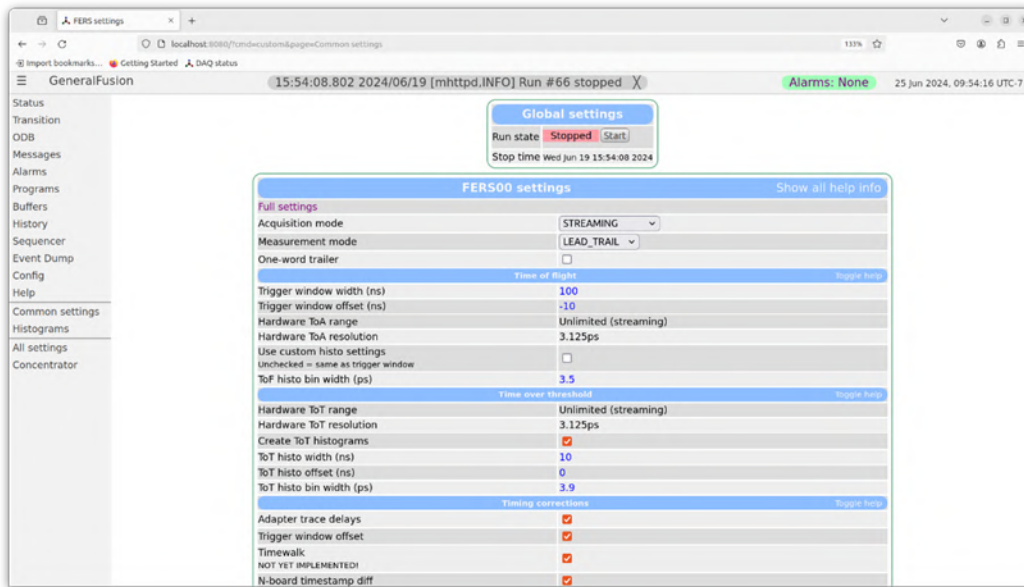 FERS settings
localhost:8080/?cmd=custom&page=Common settings
133%
Import bookmarks... Getting Started DAQ status
GeneralFusion
15:54:08.802 2024/06/19 [mhttpd,INFO] Run #66 stopped
Alarms: None
25 Jun 2024, 09:54:16 UTC-7
Status
Transition
ODB
Messages
Alarms
Programs
Buffers
History
Sequencer
Event Dump
Config
Help
Common settings
Histograms
All settings
Concentrator
Global settings
Run state Stopped Start
Stop time Wed Jun 19 15:54:08 2024
FERS00 settings Show all help info
Full settings
Acquisition mode STREAMING
Measurement mode LEAD_TRAIL
One-word trailer
Time of flight Toggle help
Trigger window width (ns) 100
Trigger window offset (ns) -10
Hardware ToA range Unlimited (streaming)
Hardware ToA resolution 3.125ps
Use custom histo settings
Unchecked = same as trigger window
ToF histo bin width (ps) 3.5
Time over threshold Toggle help
Hardware ToT range Unlimited (streaming)
Hardware ToT resolution 3.125ps
Create ToT histograms
ToT histo width (ns) 10
ToT histo offset (ns) 0
ToT histo bin width (ps) 3.9
Timing corrections Toggle help
Adapter trace delays
Trigger window offset
Timewalk
NOT YET IMPLEMENTED!
N-board timestamp diff